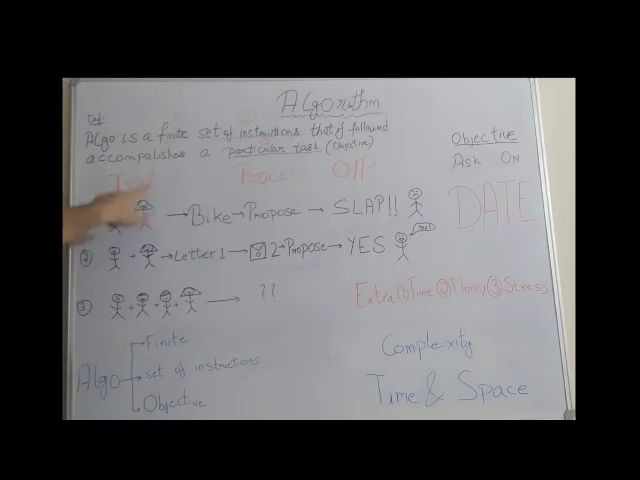 Algorithm
Def:
Algo is a finite set of instructions that if followed
accompalishes a particular task (Objective)
Objective
Ask On
DATE
Process O/P
→ Bike → Propose → SLAP!!
② + → Letter 1 → 2 → Propose → YES
Yes!
③ + + + → ??
Extra ① Time ② Money ③ Stress
Algo
Finite
set of instructions
Objective
Complexity
Time & Space